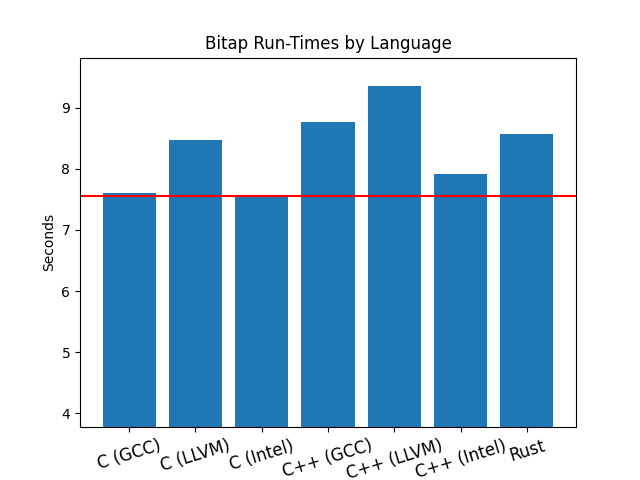 Bitap Run-Times by Language
Seconds
9
8
7
6
5
4
C (GCC)
C (LLVM)
C (Intel)
C++ (GCC)
C++ (LLVM)
C++ (Intel)
Rust